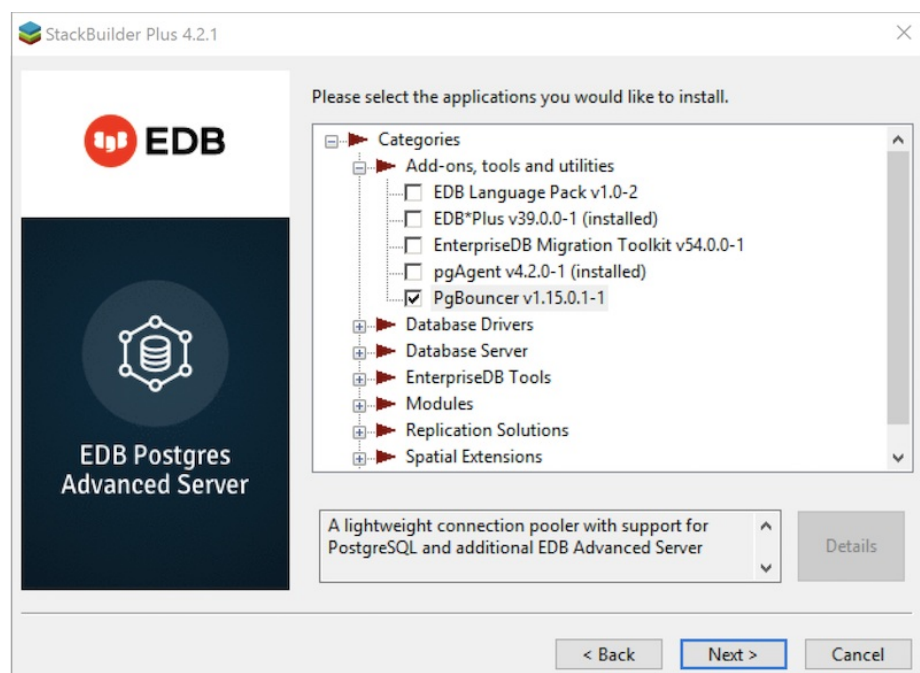 StackBuilder Plus 4.2.1
EDB
EDB Postgres
Advanced Server
Please select the applications you would like to install.
Categories
Add-ons, tools and utilities
EDB Language Pack v1.0-2
EDB*Plus v39.0.0-1 (installed)
EnterpriseDB Migration Toolkit v54.0.0-1
pgAgent v4.2.0-1 (installed)
PgBouncer v1.15.0.1-1
Database Drivers
Database Server
EnterpriseDB Tools
Modules
Replication Solutions
Spatial Extensions
A lightweight connection pooler with support for
PostgreSQL and additional EDB Advanced Server
Details
< Back
Next >
Cancel